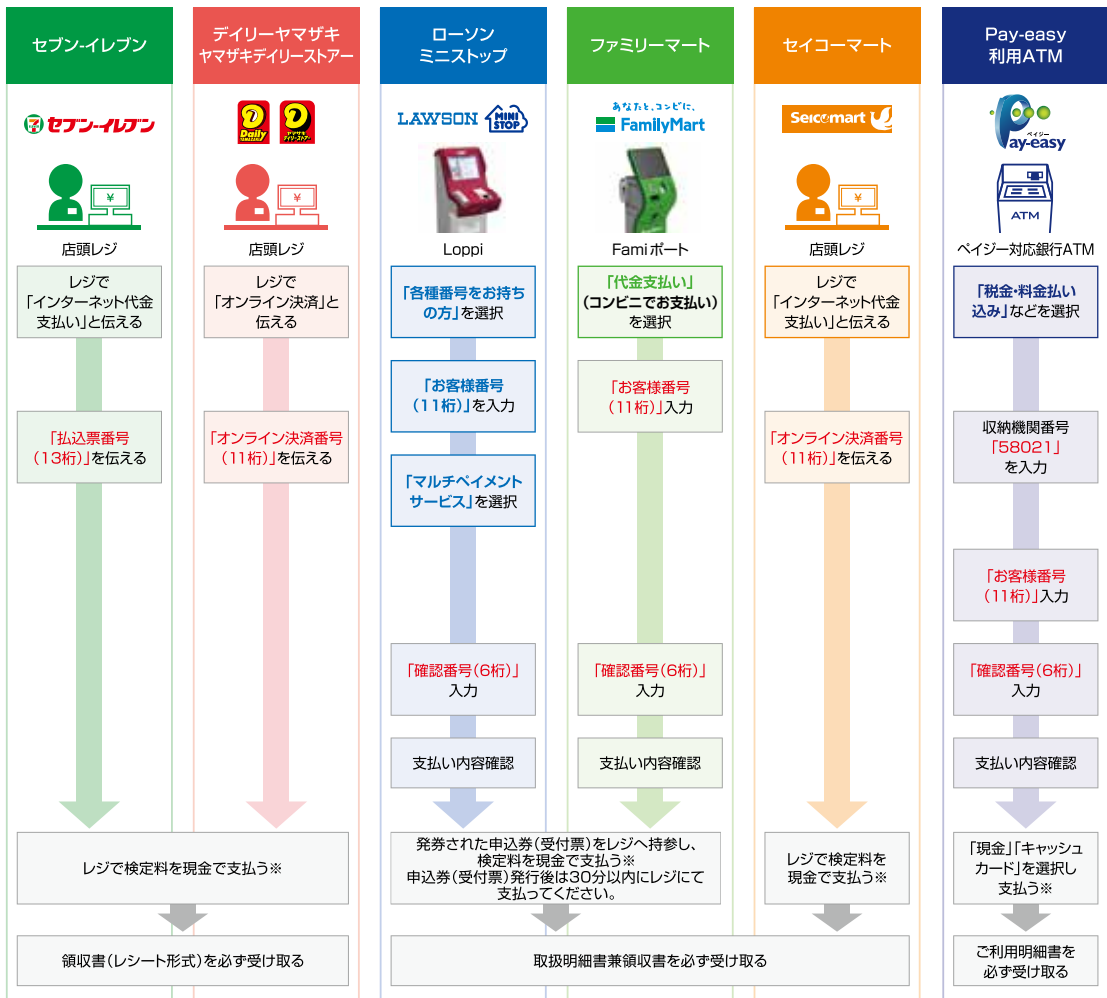 セブン-イレブン
デイリーヤマザキ
ヤマザキデイリーストアー
ローソン
ミニストップ
ファミリーマート
セイコーマート
Pay-easy
利用ATM
セブン-イレブン
Daily
YAMAZAKI
ヤマザキ
デイリーストアー
LAWSON
MINI
STOP
あなたと、コンビに、
FamilyMart
Seicomart
ペイジー
Pay-easy
¥
¥
¥
ATM
店頭レジ
店頭レジ
Loppi
Famiポート
店頭レジ
ペイジー対応銀行ATM
レジで
「インターネット代金
支払い」と伝える
「払込票番号
(13桁)」を伝える
レジで
「オンライン決済」と
伝える
「オンライン決済番号
(11桁)」を伝える
「各種番号をお持ち
の方」を選択
「お客様番号
(11桁)」を入力
「マルチペイメント
サービス」を選択
「確認番号(6桁)」
入力
支払い内容確認
「代金支払い」
(コンビニでお支払い)
を選択
「お客様番号
(11桁)」入力
「確認番号(6桁)」
入力
支払い内容確認
レジで
「インターネット代金
支払い」と伝える
「オンライン決済番号
(11桁)」を伝える
「税金・料金払い
込み」などを選択
収納機関番号
「58021」
を入力
「お客様番号
(11桁)」入力
「確認番号(6桁)」
入力
支払い内容確認
レジで検定料を現金で支払う※
発券された申込券(受付票)をレジへ持参し、
検定料を現金で支払う※
申込券(受付票)発行後は30分以内にレジにて
支払ってください。
レジで検定料を
現金で支払う※
「現金」「キャッシュ
カード」を選択し
支払う※
領収書(レシート形式)を必ず受け取る
取扱明細書兼領収書を必ず受け取る
ご利用明細書を
必ず受け取る